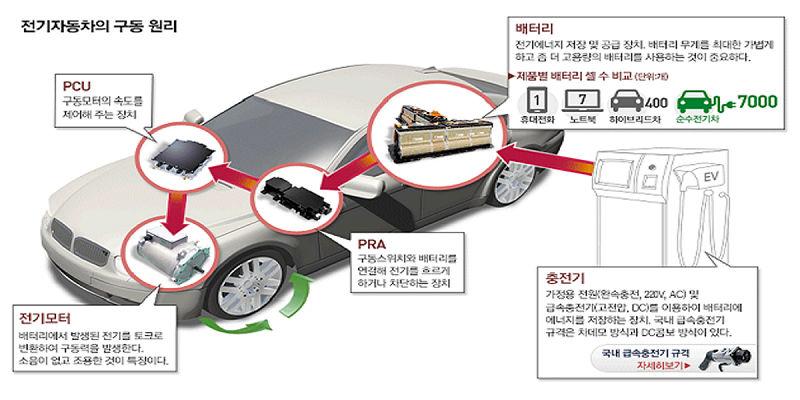 전기자동차의 구동 원리
배터리
전기에너지 저장 및 공급 장치. 배터리 무게를 최대한 가볍게
하고 좀 더 고용량의 배터리를 사용하는 것이 중요하다.
▶제품별 배터리 셀 수 비교 (단위:개)
1
7
400
7000
휴대전화
노트북
하이브리드차
순수전기차
PCU
구동모터의 속도를
제어해 주는 장치
EV
PRA
구동스위치와 배터리를
연결해 전기를 흐르게
하거나 차단하는 장치
충전기
가정용 전원(완속충전, 220V, AC) 및
급속충전기(고전압, DC)를 이용하여 배터리에
에너지를 저장하는 장치. 국내 급속충전기
규격은 차데모 방식과 DC콤보 방식이 있다.
국내 급속충전기 규격
자세히보기 ▶
전기모터
배터리에서 발생된 전기를 토크로
변환하여 구동력을 발생한다.
소음이 없고 조용한 것이 특징이다.